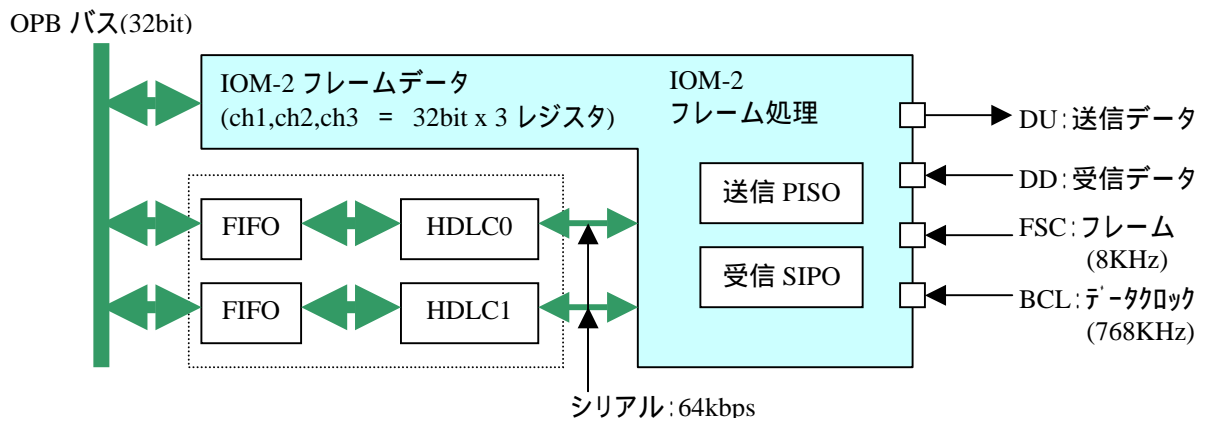 OPB バス(32bit)
IOM-2 フレームデータ
(ch1,ch2,ch3 = 32bit x 3 レジスタ)
IOM-2
フレーム処理
送信 PISO
受信 SIPO
FIFO
HDLC0
FIFO
HDLC1
DU:送信データ
DD:受信データ
FSC:フレーム
(8KHz)
BCL:データクロック
(768KHz)
シリアル:64kbps